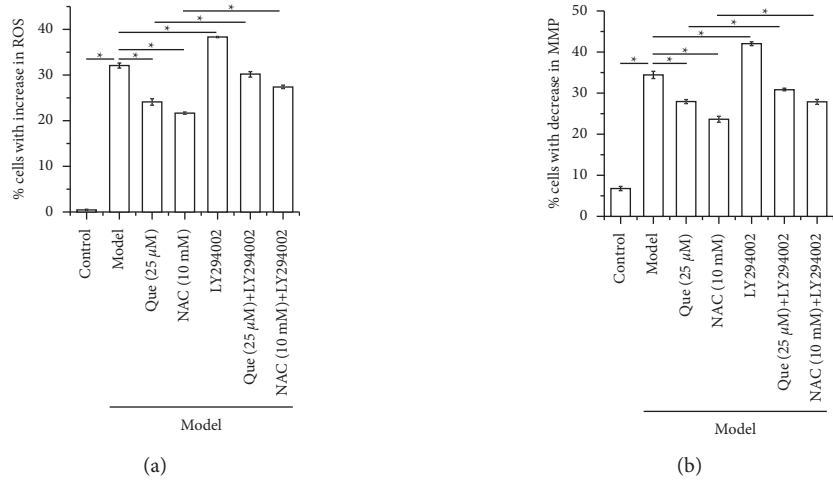 % cells with increase in ROS
40
30
20
10
0
*
*
*
*
*
*
Control
Model
Que (25 μM)
NAC (10 mM)
LY294002
Que (25 μM)+LY294002
NAC (10 mM)+LY294002
Model
(a)
% cells with decrease in MMP
50
40
30
20
10
0
*
*
*
*
*
*
Control
Model
Que (25 μM)
NAC (10 mM)
LY294002
Que (25 μM)+LY294002
NAC (10 mM)+LY294002
Model
(b)